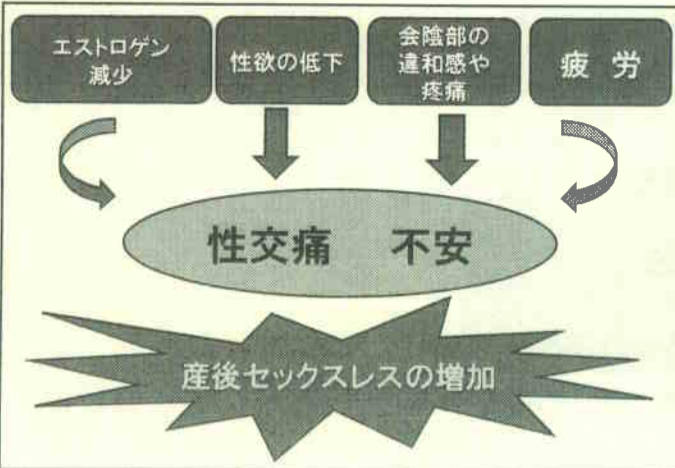 エストロゲン
減少
性欲の低下
会陰部の
違和感や
疼痛
疲 労
性交痛 不安
産後セックスレスの増加